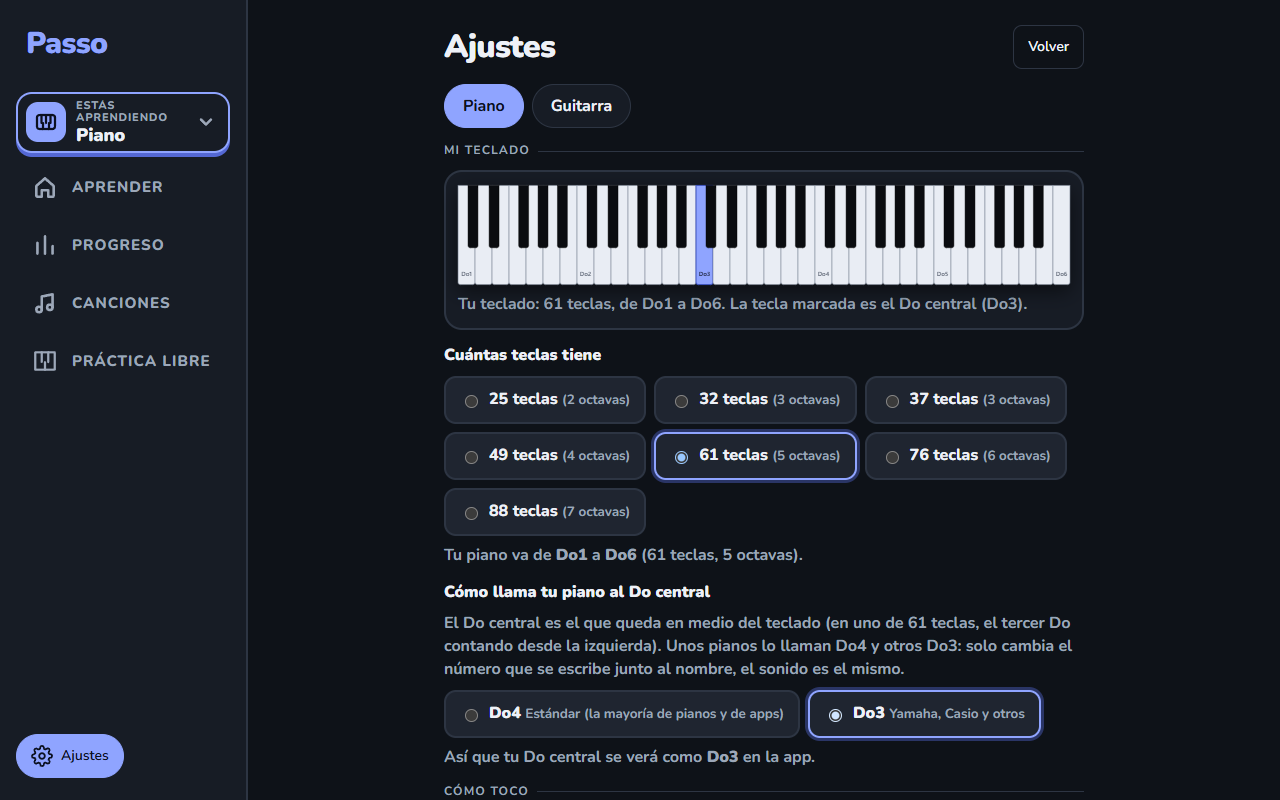 Passo
ESTÁS
APRENDIENDO
Piano
APRENDER
PROGRESO
CANCIONES
PRÁCTICA LIBRE
Ajustes
Ajustes
Volver
Piano
Guitarra
MI TECLADO
Do1 Do2 Do3 Do4 Do5 Do6
Tu teclado: 61 teclas, de Do1 a Do6. La tecla marcada es el Do central (Do3).
Cuántas teclas tiene
25 teclas (2 octavas)
32 teclas (3 octavas)
37 teclas (3 octavas)
49 teclas (4 octavas)
61 teclas (5 octavas)
76 teclas (6 octavas)
88 teclas (7 octavas)
Tu piano va de Do1 a Do6 (61 teclas, 5 octavas).
Cómo llama tu piano al Do central
El Do central es el que queda en medio del teclado (en uno de 61 teclas, el tercer Do
contando desde la izquierda). Unos pianos lo llaman Do4 y otros Do3: solo cambia el
número que se escribe junto al nombre, el sonido es el mismo.
Do4 Estándar (la mayoría de pianos y de apps)
Do3 Yamaha, Casio y otros
Así que tu Do central se verá como Do3 en la app.
CÓMO TOCO